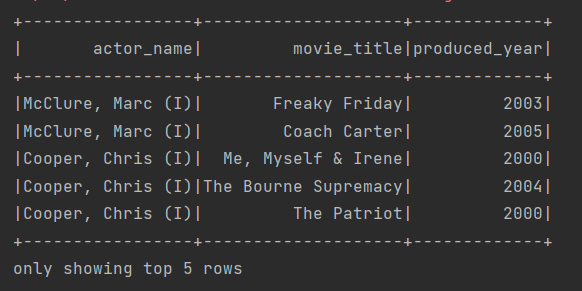 +-----------------+--------------------+-------------+
|       actor_name|         movie_title|produced_year|
+-----------------+--------------------+-------------+
|McClure, Marc (I)|       Freaky Friday|         2003|
|McClure, Marc (I)|        Coach Carter|         2005|
|Cooper, Chris (I)|  Me, Myself & Irene|         2000|
|Cooper, Chris (I)|The Bourne Supremacy|         2004|
|Cooper, Chris (I)|         The Patriot|         2000|
+-----------------+--------------------+-------------+
only showing top 5 rows